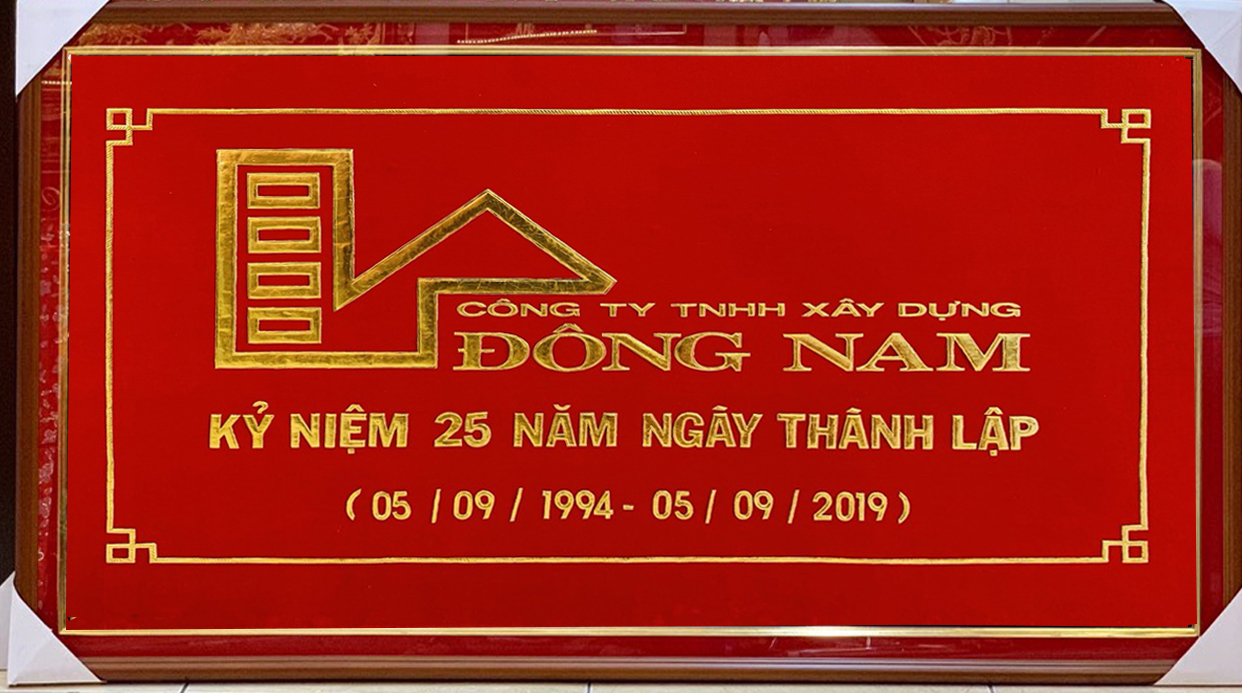 CÔNG TY TNHH XÂY DỰNG
ĐÔNG NAM
KỶ NIỆM 25 NĂM NGÀY THÀNH LẬP
( 05 / 09 / 1994 - 05 / 09 / 2019 )